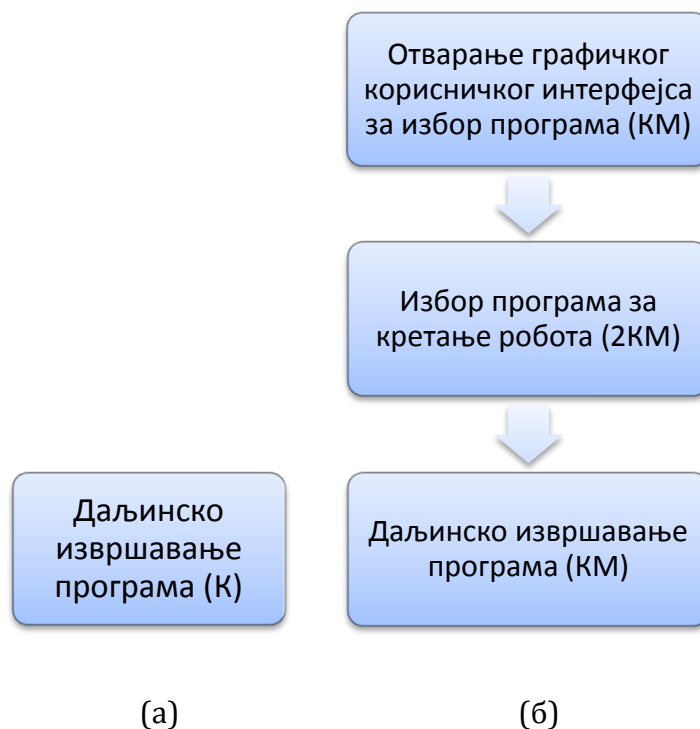 Отварање графичког
корисничког интерфејса
за избор програма (КМ)
Избор програма за
кретање робота (2КМ)
Даљинско
извршавање
програма (К)
Даљинско извршавање
програма (КМ)
(а)
(б)